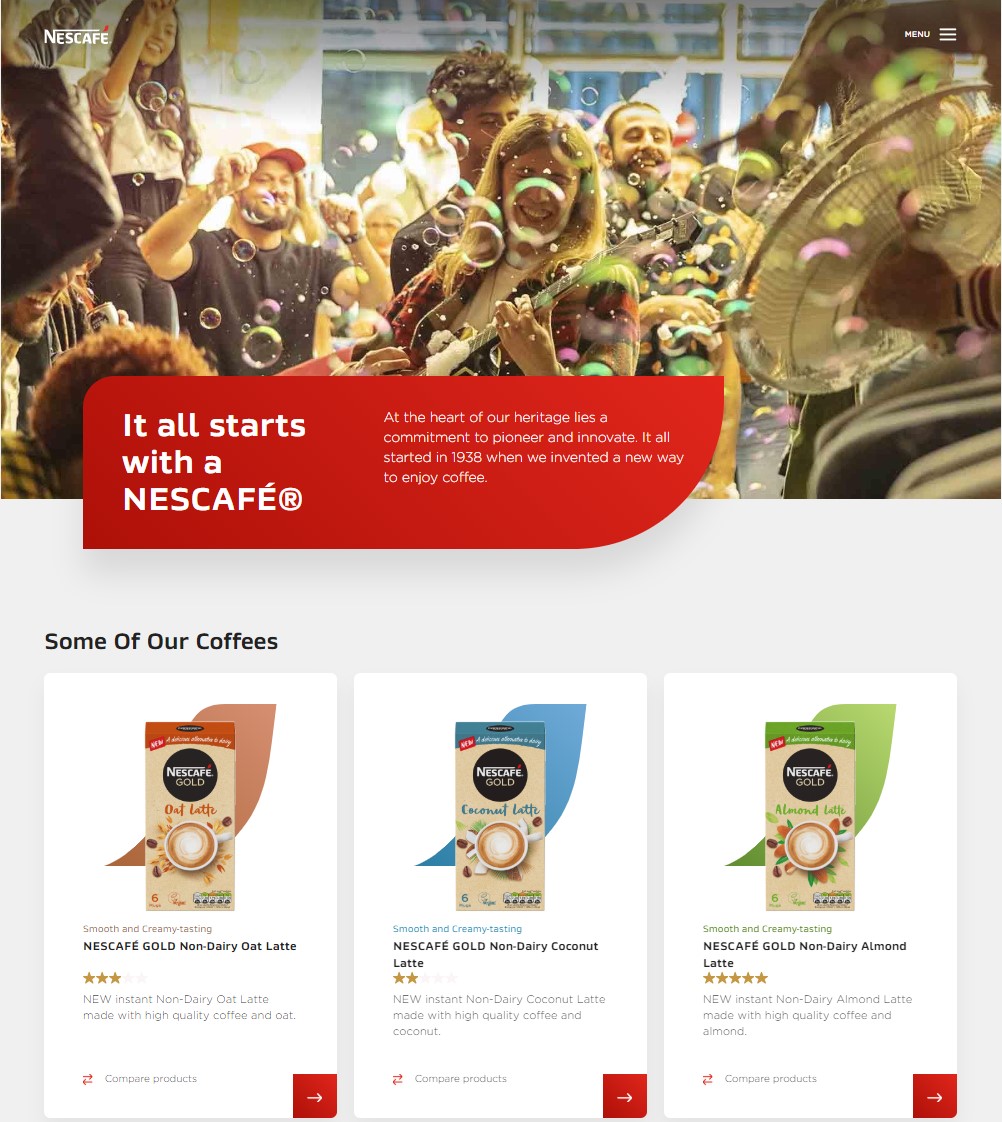 NESCAFÉ
MENU
It all starts
with a
NESCAFÉ®
At the heart of our heritage lies a
commitment to pioneer and innovate. It all
started in 1938 when we invented a new way
to enjoy coffee.
Some Of Our Coffees
NEW A delicious alternative to dairy
NESCAFÉ
GOLD
Oat Latte
6
Smooth and Creamy-tasting
NESCAFÉ GOLD Non-Dairy Oat Latte
NEW instant Non-Dairy Oat Latte
made with high quality coffee and oat.
Compare products
NEW A delicious alternative to dairy
NESCAFÉ
GOLD
Coconut Latte
6
Smooth and Creamy-tasting
NESCAFÉ GOLD Non-Dairy Coconut
Latte
NEW instant Non-Dairy Coconut Latte
made with high quality coffee and
coconut.
Compare products
NEW A delicious alternative to dairy
NESCAFÉ
GOLD
Almond Latte
6
Smooth and Creamy-tasting
NESCAFÉ GOLD Non-Dairy Almond
Latte
NEW instant Non-Dairy Almond Latte
made with high quality coffee and
almond.
Compare products